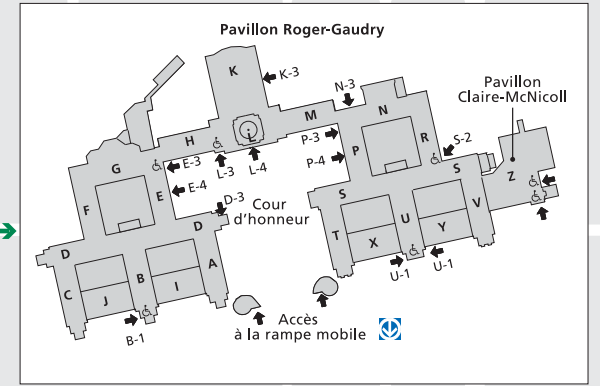 Pavillon Roger-Gaudry
K
K-3
N-3
Pavillon
Claire-McNicoll
N
M
H
L
P-3
R
S-2
P
P-4
G
E-3
L-3
L-4
S
Z
E-4
E
D-3
S
V
F
Cour
d'honneur
D
U
Y
T
X
D
A
B
C
J
I
U-1
U-1
B-1
Accès
à la rampe mobile